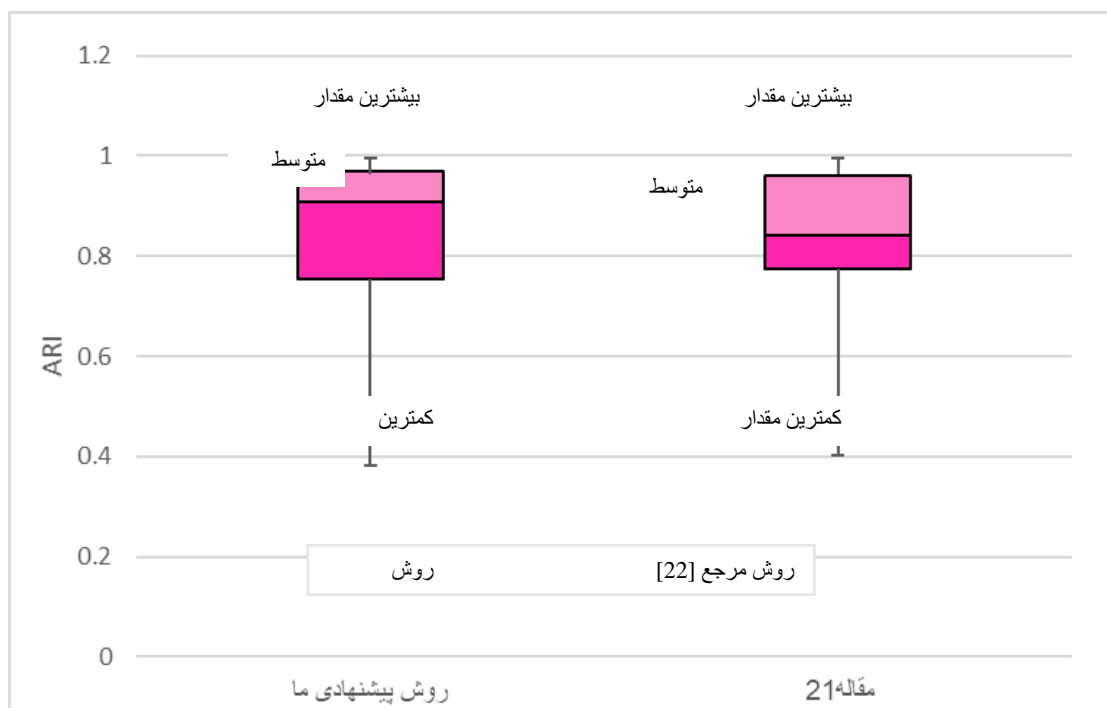 1.2
بیشترین مقدار
بیشترین مقدار
1
متوسط
متوسط
0.8
ARI
0.6
کمترین
کمترین مقدار
0.4
0.2
روش
روش مرجع [22]
0
روش پیشنهادی ما
مقاله21